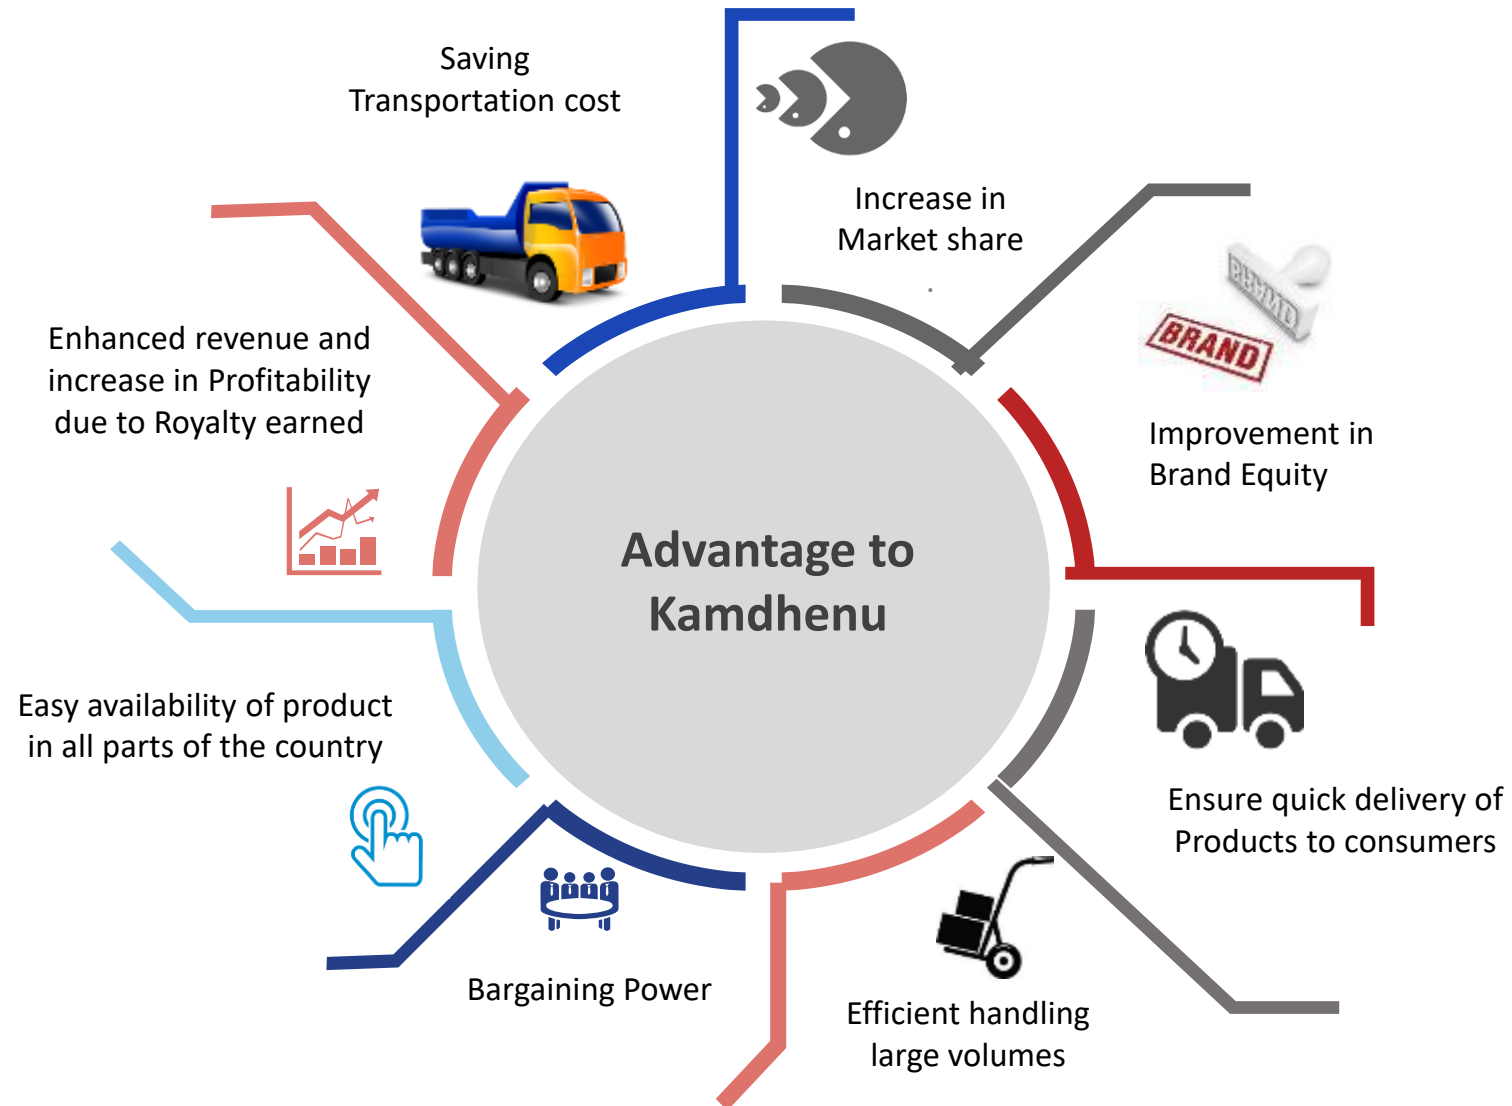 Saving
Transportation cost
Increase in
Market share
.
BRAND
BRAND
Improvement in
Brand Equity
Enhanced revenue and
increase in Profitability
due to Royalty earned
Advantage to
Kamdhenu
Easy availability of product
in all parts of the country
Ensure quick delivery of
Products to consumers
Bargaining Power
Efficient handling
large volumes